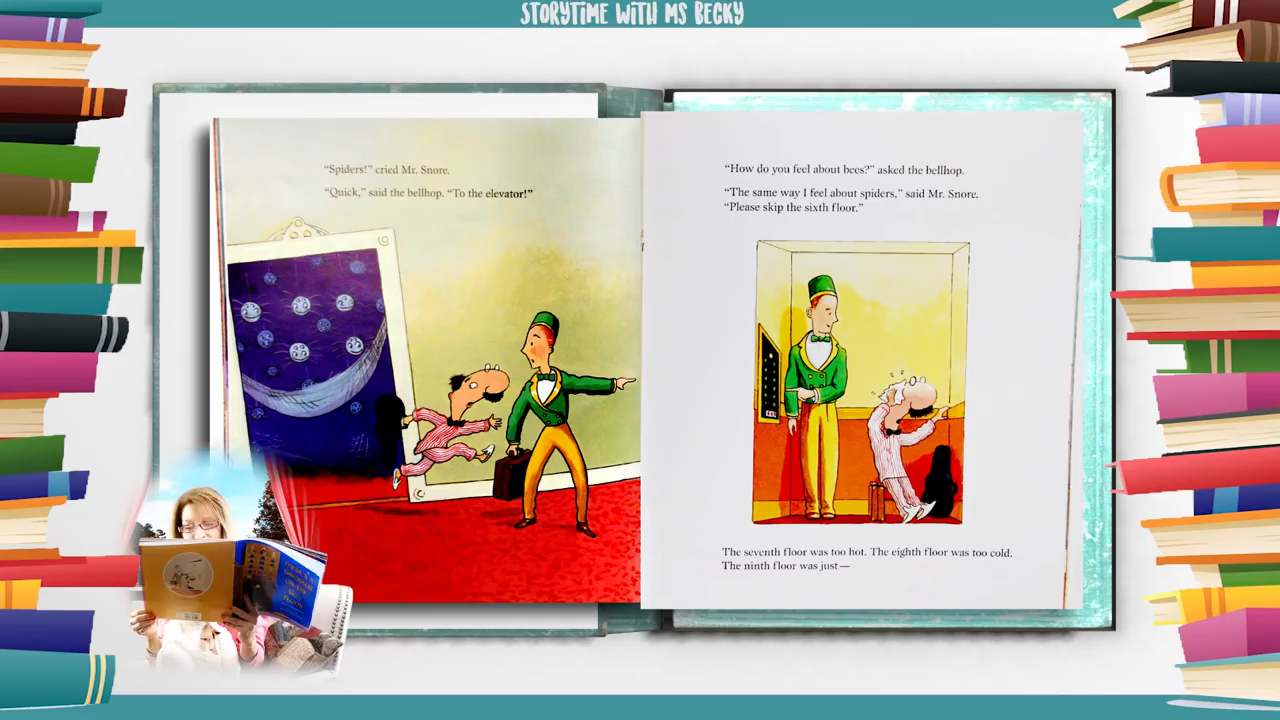 STORYTIME WITH MS BECKY
"Spiders!" cried Mr. Snore.
"Quick," said the bellhop. "To the elevator!"
"How do you feel about bees?" asked the bellhop.
"The same way I feel about spiders," said Mr. Snore.
"Please skip the sixth floor."
The seventh floor was too hot. The eighth floor was too cold.
The ninth floor was just—